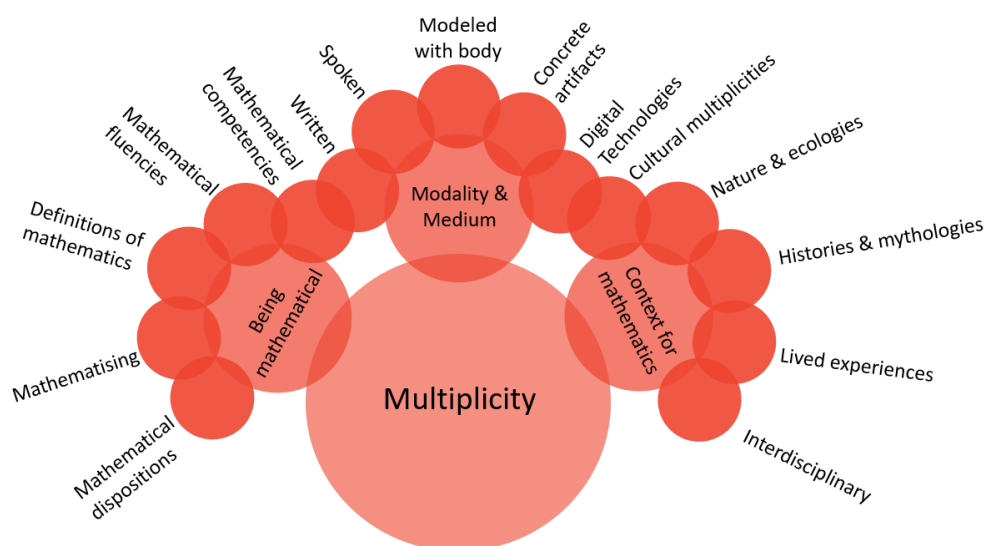 Modeled
with body
Spoken
Concrete
artifacts
Written
Digital
Technologies
Mathematical
competencies
Cultural multiplicities
Mathematical
fluencies
Nature & ecologies
Definitions of
mathematics
Histories & mythologies
Mathematising
Lived experiences
Mathematical
dispositions
Interdisciplinary
Modality &
Medium
Being
mathematical
Context for
mathematics
Multiplicity